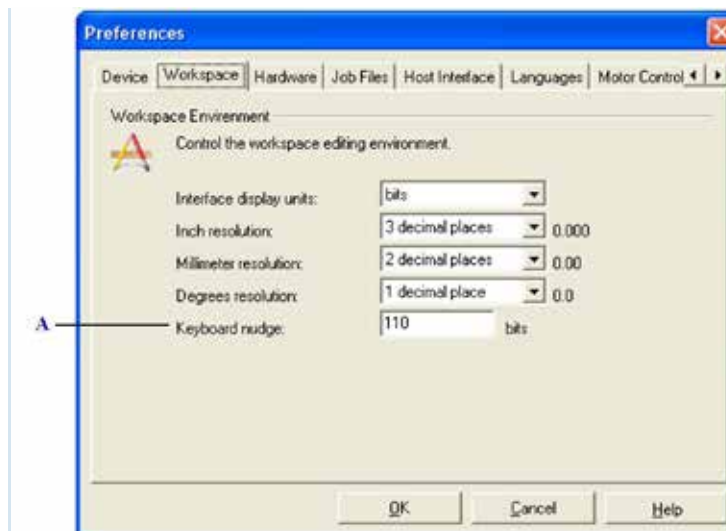 Preferences
Device Workspace Hardware Job Files Host Interface Languages Motor Control
Workspace Environment
Control the workspace editing environment.
Interface display units: bits
Inch resolution: 3 decimal places 0.000
Millimeter resolution: 2 decimal places 0.00
Degrees resolution: 1 decimal place 0.0
A Keyboard nudge: 110 bits
OK Cancel Help